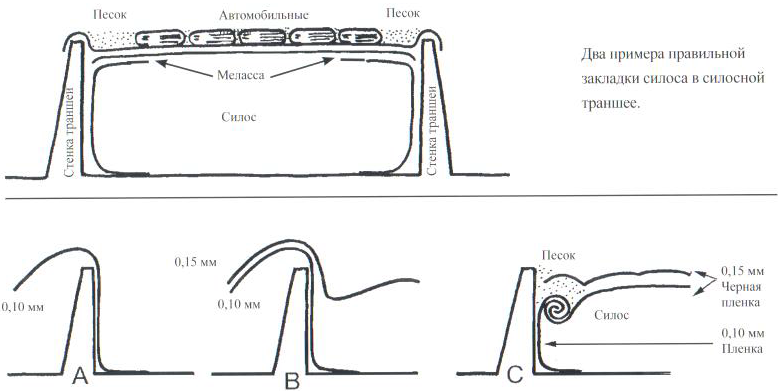 Песок
Автомобильные
Песок
Меласса
Силос
Стенка траншеи
Стенка траншеи
Два примера правильной
закладки силоса в силосной
траншее.
0,10 мм
A
0,15 мм
0,10 мм
B
Песок
Силос
C
0,15 мм
Черная
пленка
0,10 мм
Пленка